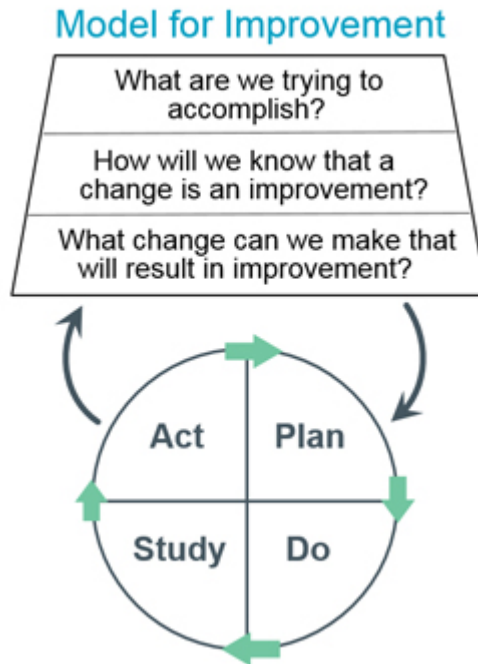 Model for Improvement
What are we trying to
accomplish?
How will we know that a
change is an improvement?
What change can we make that
will result in improvement?
Act
Plan
Study
Do